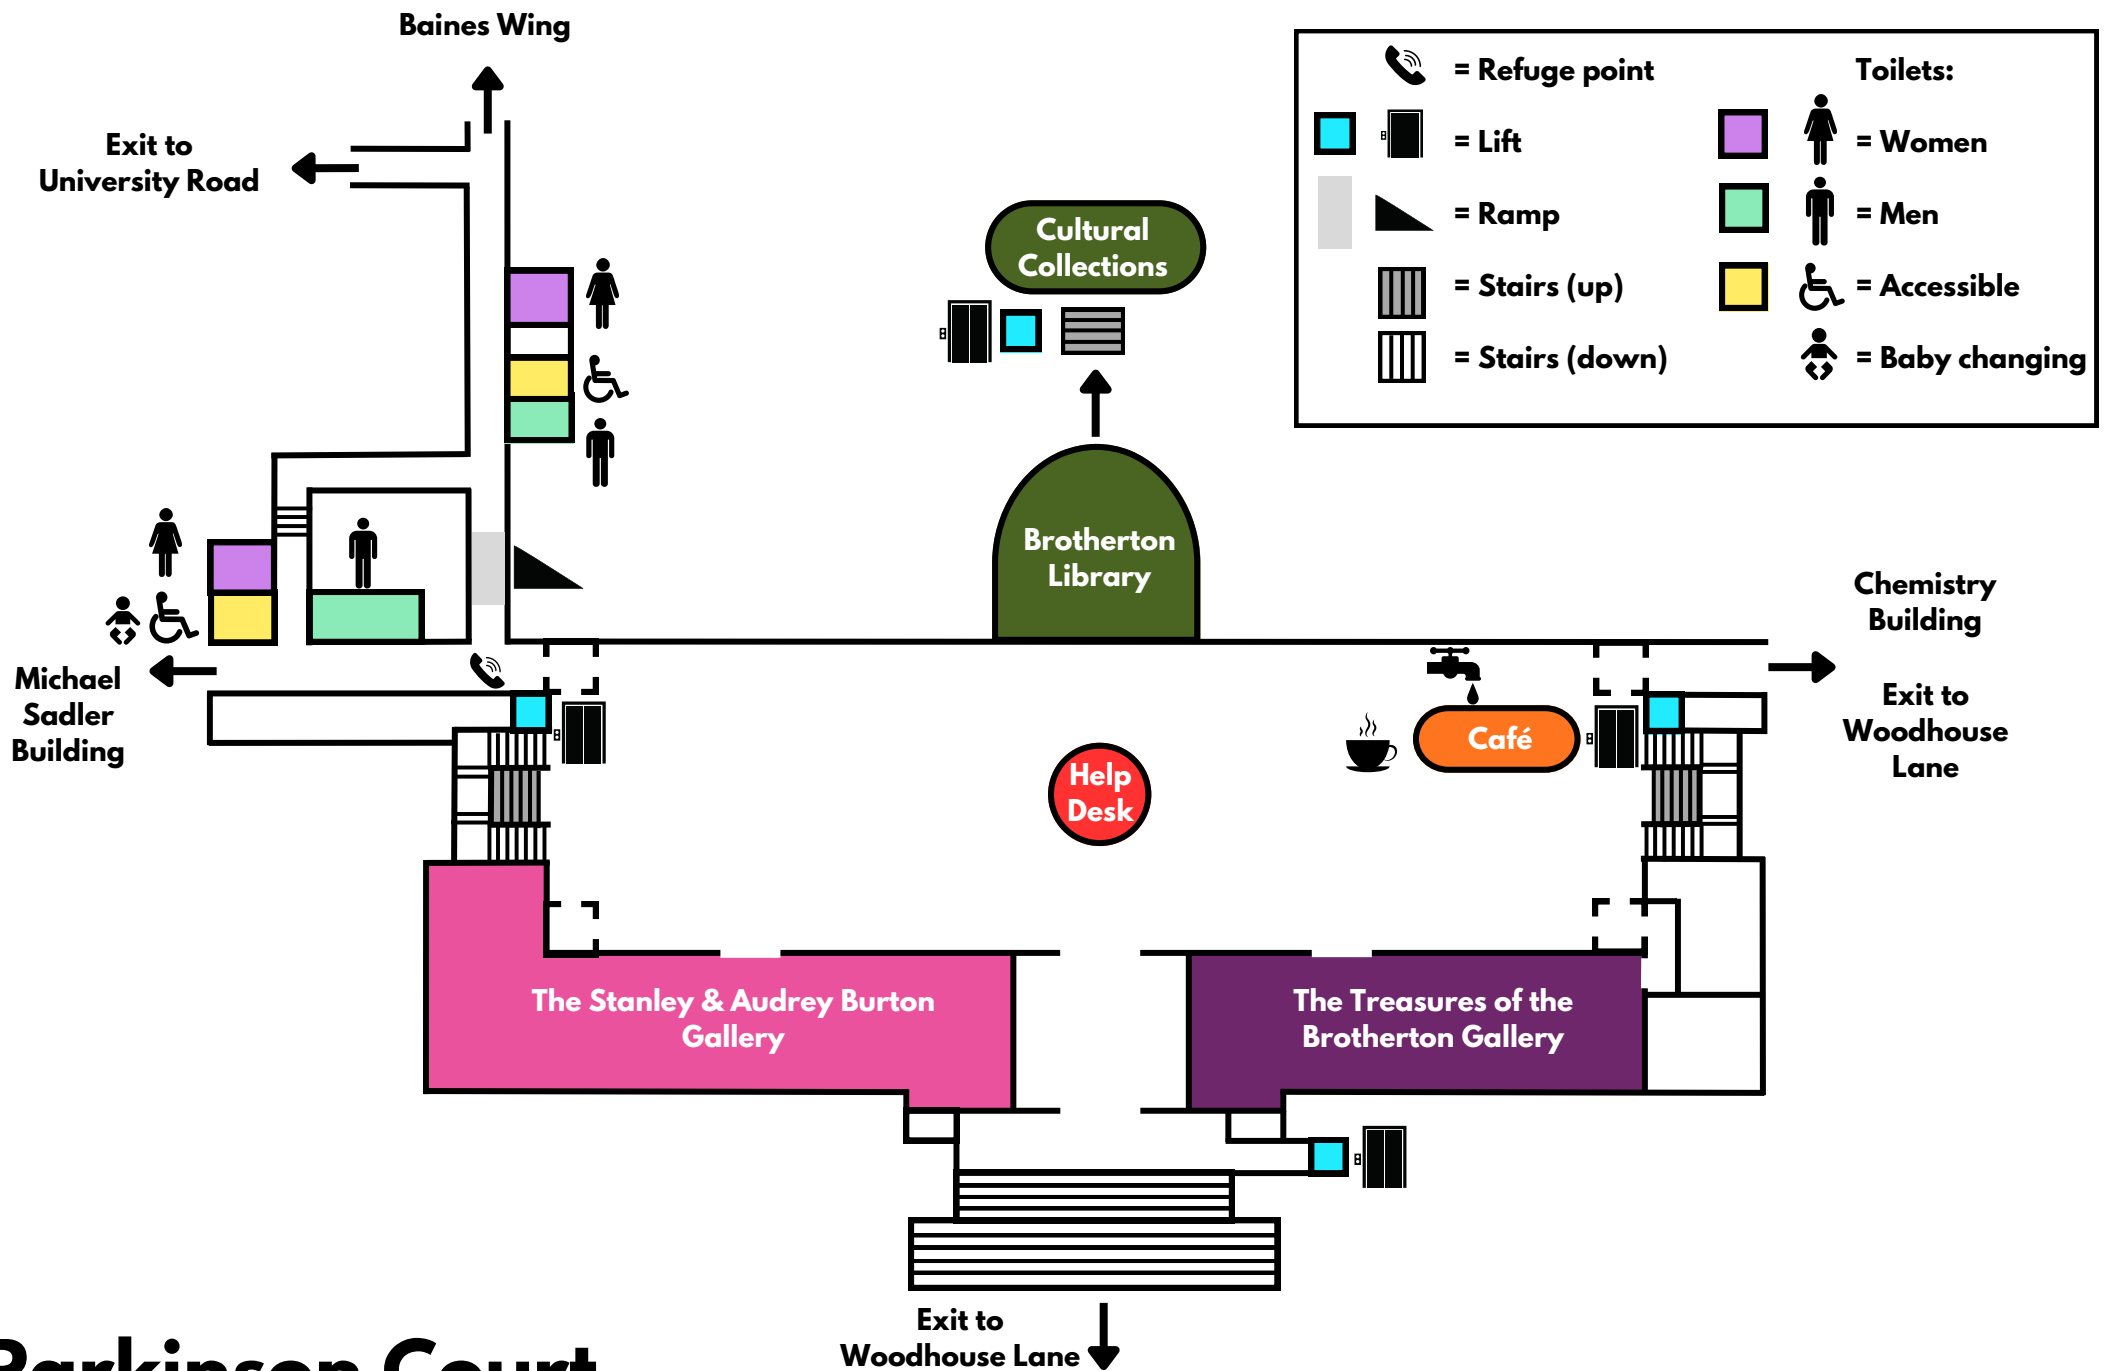 Baines Wing
Exit to
University Road
= Refuge point
Toilets:
= Lift
= Women
= Ramp
= Men
= Stairs (up)
= Accessible
= Stairs (down)
= Baby changing
Cultural
Collections
Brotherton
Library
Chemistry
Building
Michael
Sadler
Building
Exit to
Woodhouse
Lane
Café
Help
Desk
The Stanley & Audrey Burton
Gallery
The Treasures of the
Brotherton Gallery
Exit to
Woodhouse Lane
Parkinson Court